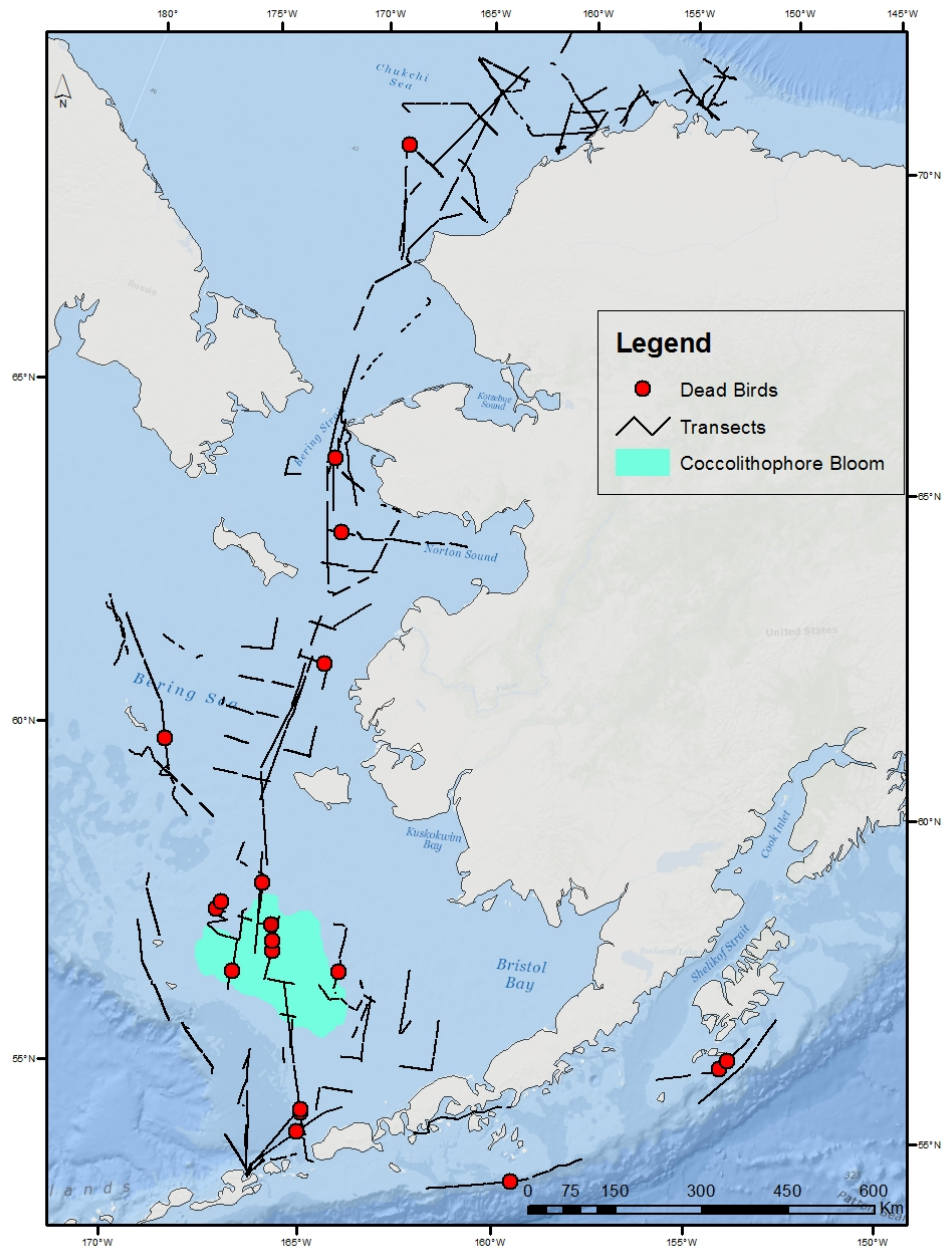 180°
175°W
170°W
165°W
160°W
155°W
150°W
145°W
Chukchi
Sea
N
70°N
Russia
Legend
Dead Birds
Transects
Coccolithophore Bloom
65°N
Kotzebue
Sound
Bering Strait
65°N
Norton Sound
United States
Bering Sea
60°N
60°N
Kuskokwim
Bay
Cook Inlet
Shelikof Strait
Bristol
Bay
55°N
55°N
lands
0 75 150 300 450 600
Km
170°W
165°W
160°W
155°W
150°W